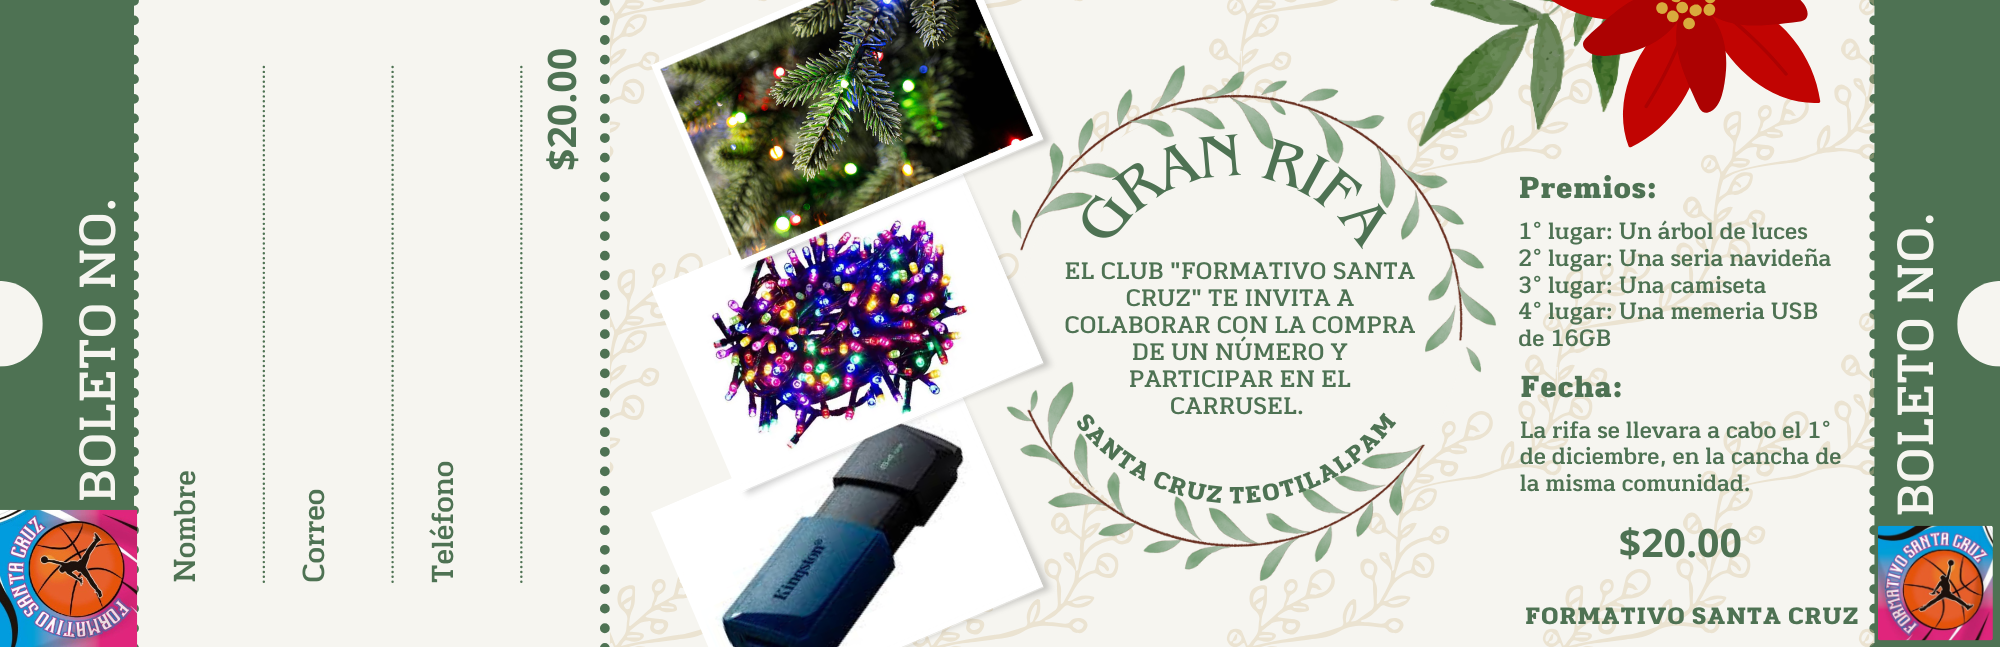 BOLETO NO.
FORMATIVO SANTA CRUZ
Nombre
Correo
Teléfono
$20.00
Kingston®
GRAN RIFA
EL CLUB "FORMATIVO SANTA
CRUZ" TE INVITA A
COLABORAR CON LA COMPRA
DE UN NÚMERO Y
PARTICIPAR EN EL
CARRUSEL.
SANTA CRUZ TEOTILALPAM
Premios:
1° lugar: Un árbol de luces
2° lugar: Una seria navideña
3° lugar: Una camiseta
4° lugar: Una memeria USB
de 16GB
Fecha:
La rifa se llevara a cabo el 1°
de diciembre, en la cancha de
la misma comunidad.
$20.00
FORMATIVO SANTA CRUZ
BOLETO NO.
FORMATIVO SANTA CRUZ